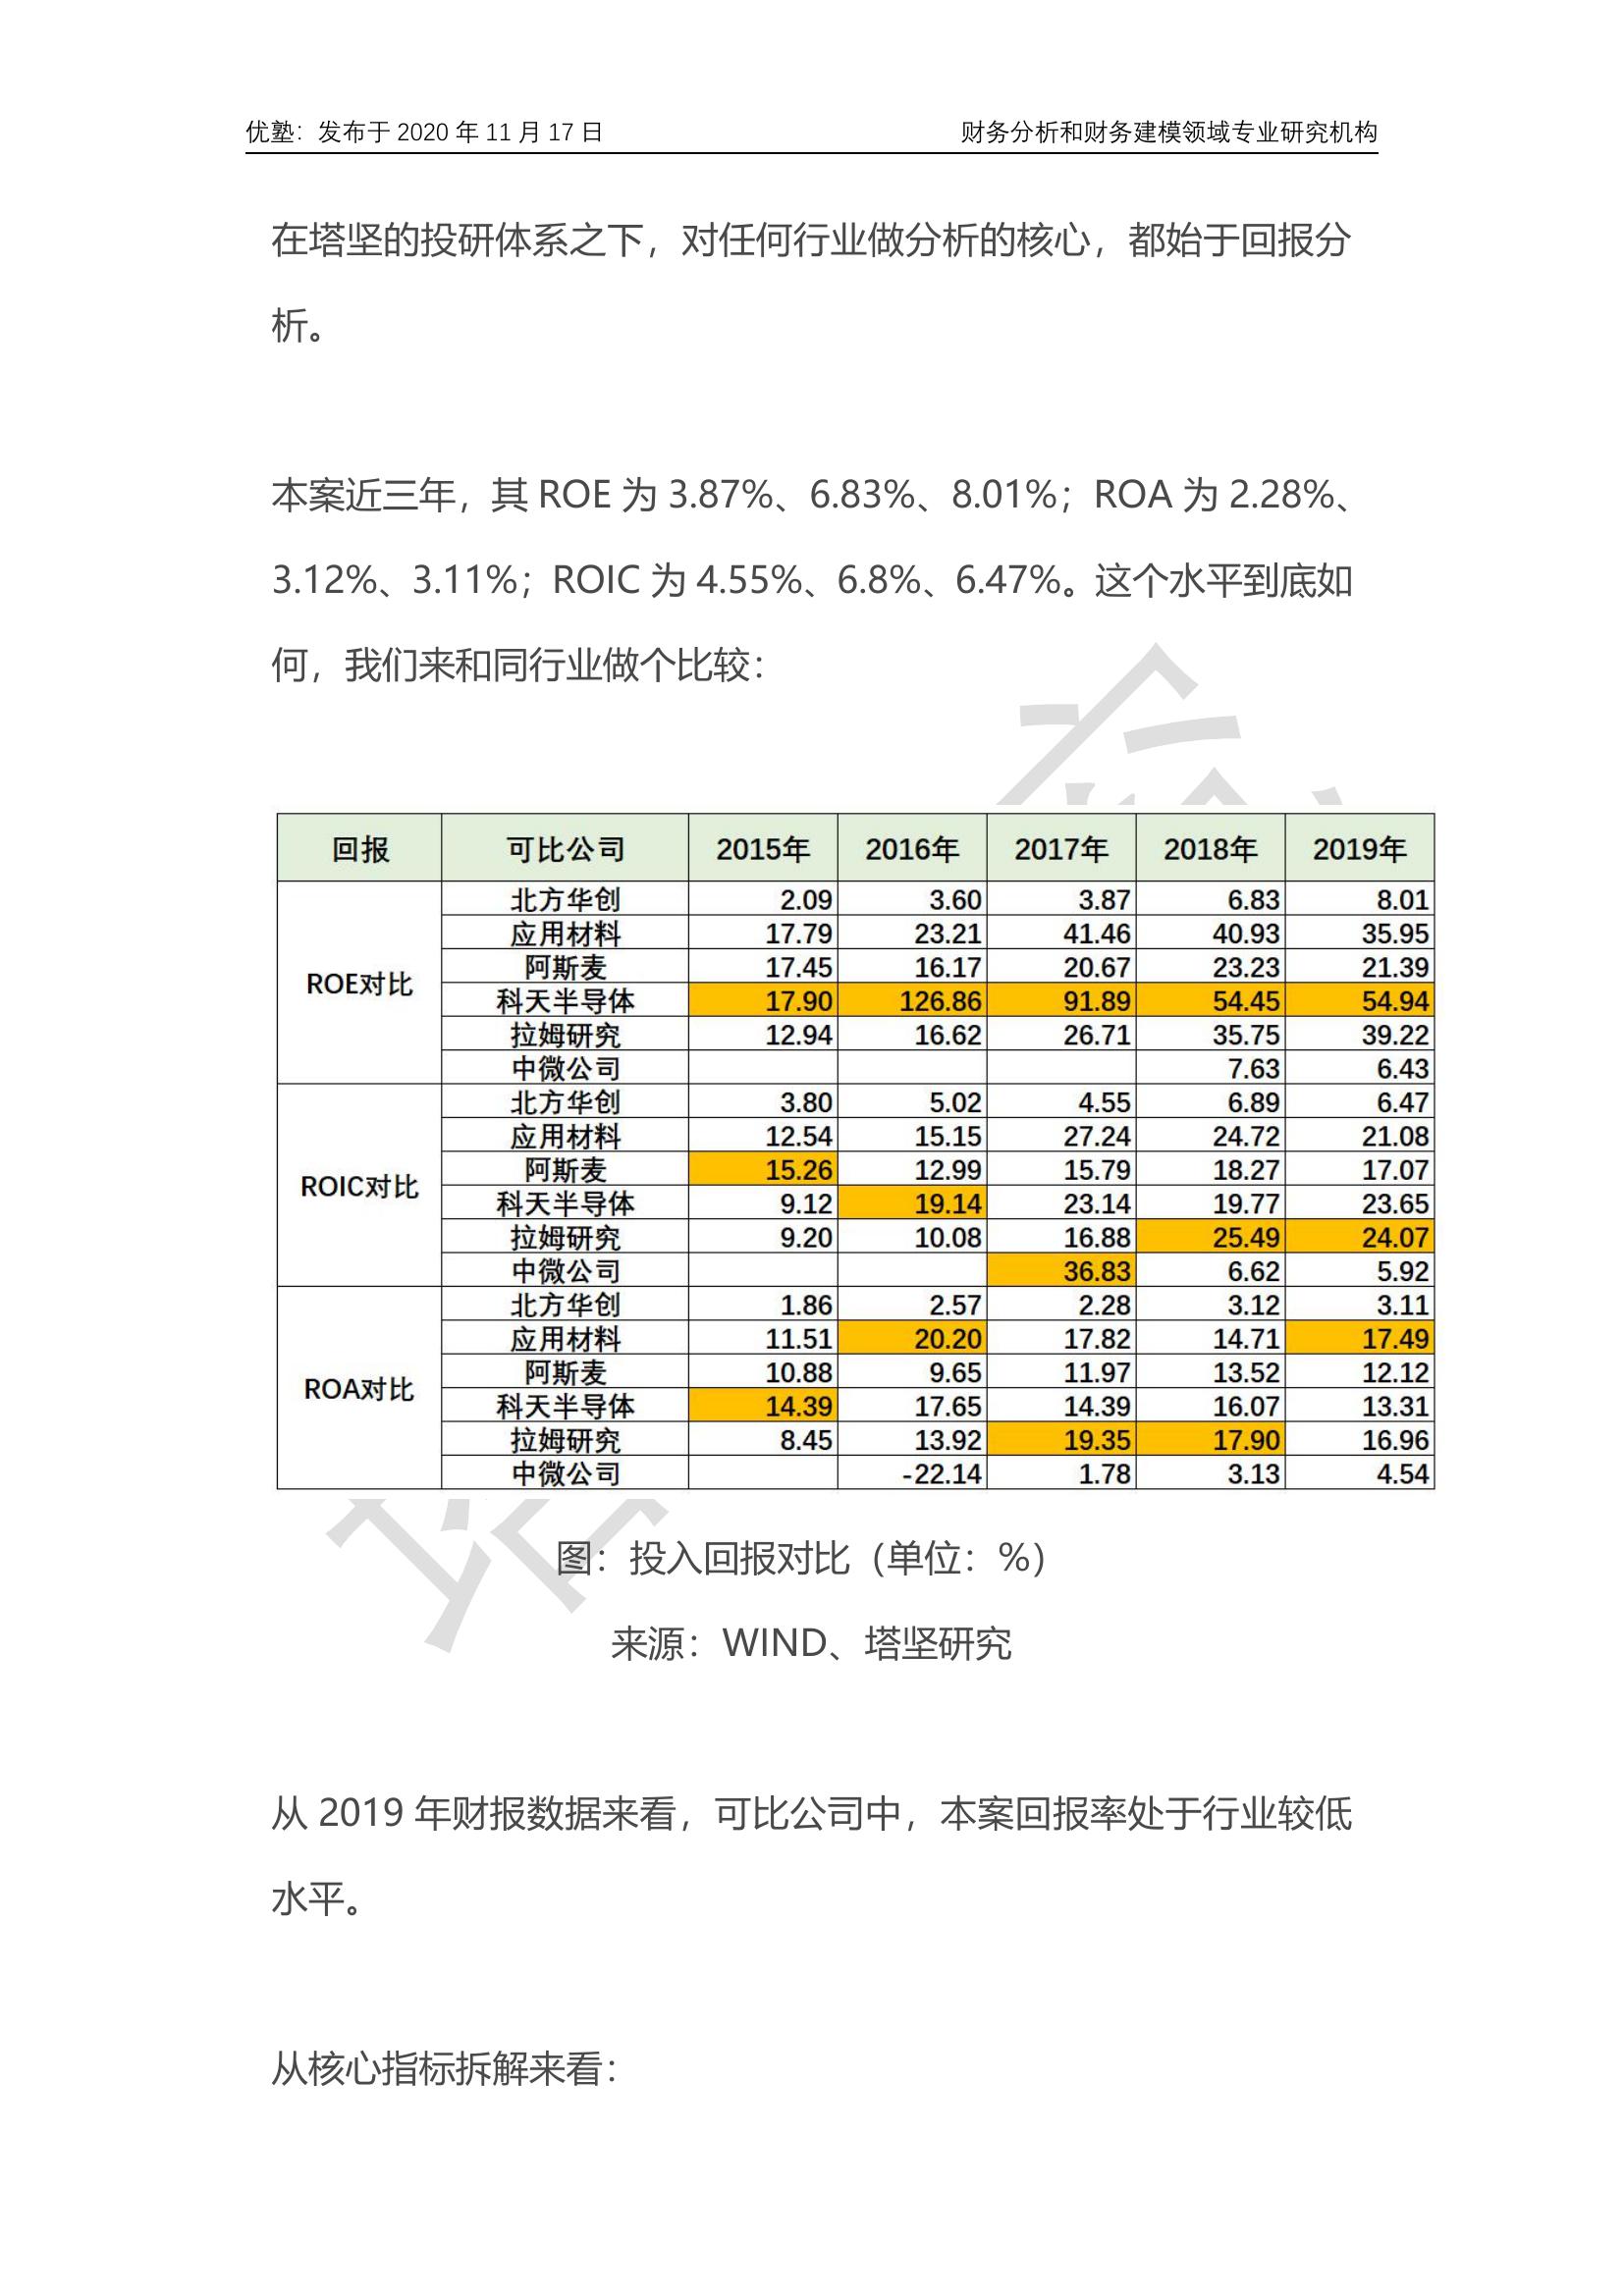 优塾：发布于 2020 年 11 月 17 日 财务分析和财务建模领域专业研究机构
在塔坚的投研体系之下，对任何行业做分析的核心，都始于回报分
析。
本案近三年，其 ROE 为 3.87%、6.83%、8.01%；ROA 为 2.28%、
3.12%、3.11%；ROIC 为 4.55%、6.8%、6.47%。这个水平到底如
何，我们来和同行业做个比较：
回报 可比公司 2015年 2016年 2017年 2018年 2019年
ROE对比
北方华创 2.09 3.60 3.87 6.83 8.01
应用材料 17.79 23.21 41.46 40.93 35.95
阿斯麦 17.45 16.17 20.67 23.23 21.39
科天半导体 17.90 126.86 91.89 54.45 54.94
拉姆研究 12.94 16.62 26.71 35.75 39.22
中微公司 7.63 6.43
ROIC对比
北方华创 3.80 5.02 4.55 6.89 6.47
应用材料 12.54 15.15 27.24 24.72 21.08
阿斯麦 15.26 12.99 15.79 18.27 17.07
科天半导体 9.12 19.14 23.14 19.77 23.65
拉姆研究 9.20 10.08 16.88 25.49 24.07
中微公司 36.83 6.62 5.92
ROA对比
北方华创 1.86 2.57 2.28 3.12 3.11
应用材料 11.51 20.20 17.82 14.71 17.49
阿斯麦 10.88 9.65 11.97 13.52 12.12
科天半导体 14.39 17.65 14.39 16.07 13.31
拉姆研究 8.45 13.92 19.35 17.90 16.96
中微公司 -22.14 1.78 3.13 4.54
图：投入回报对比（单位：%）
来源：WIND、塔坚研究
从 2019 年财报数据来看，可比公司中，本案回报率处于行业较低
水平。
从核心指标拆解来看：